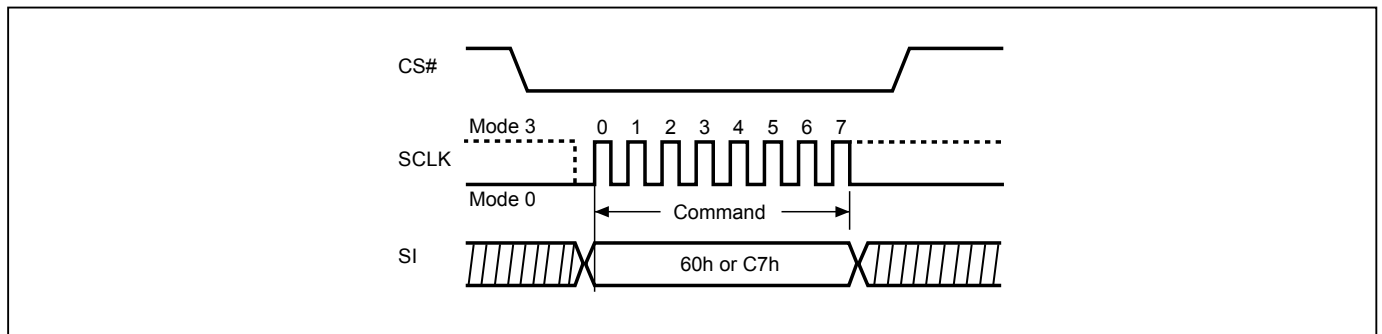 CS#
Mode 3
0 1 2 3 4 5 6 7
SCLK
Mode 0
Command
SI
60h or C7h